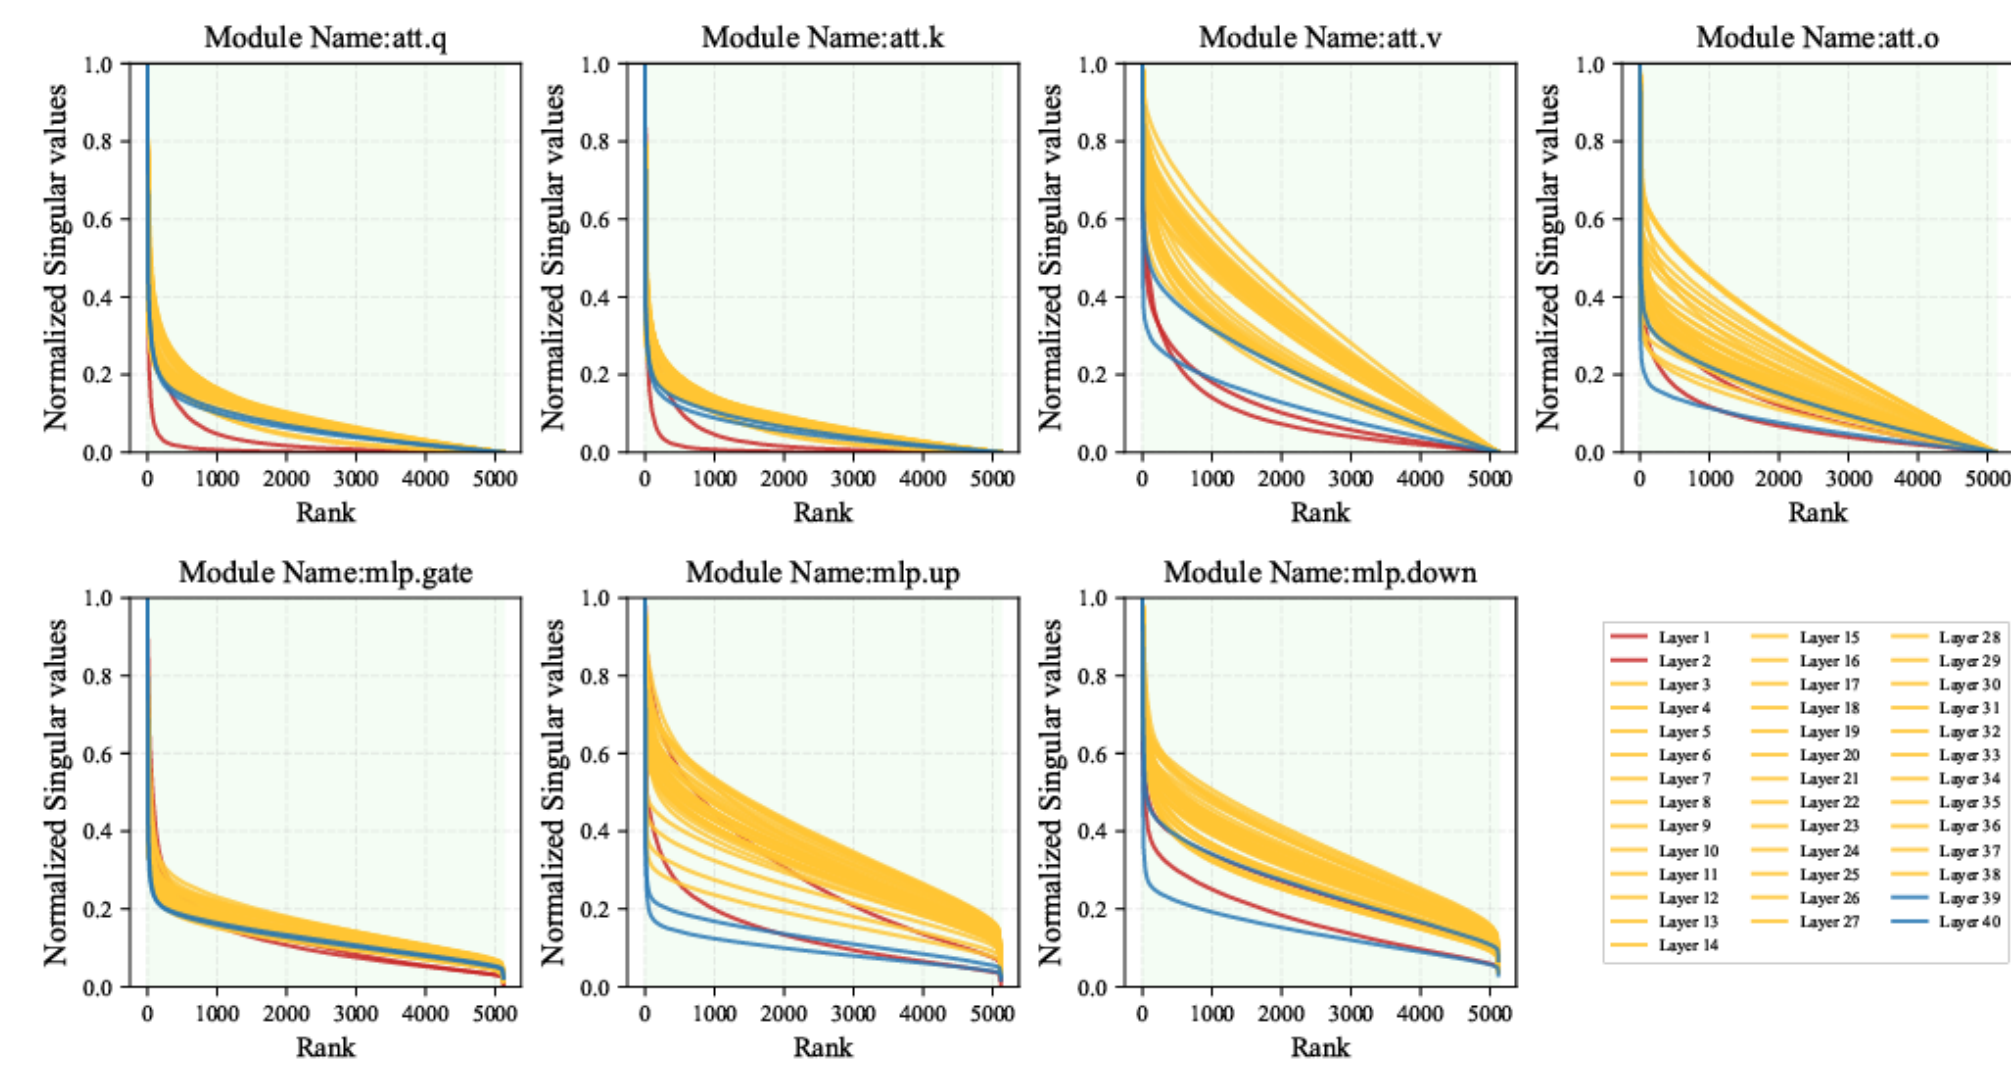 Module Name:att.q
Module Name:att.k
Module Name:att.v
Module Name:att.o
Normalized Singular values
1.0
0.8
0.6
0.4
0.2
0.0
0 1000 2000 3000 4000 5000
Rank
Normalized Singular values
1.0
0.8
0.6
0.4
0.2
0.0
0 1000 2000 3000 4000 5000
Rank
Normalized Singular values
1.0
0.8
0.6
0.4
0.2
0.0
0 1000 2000 3000 4000 5000
Rank
Normalized Singular values
1.0
0.8
0.6
0.4
0.2
0.0
0 1000 2000 3000 4000 5000
Rank
Module Name:mlp.gate
Module Name:mlp.up
Module Name:mlp.down
Normalized Singular values
1.0
0.8
0.6
0.4
0.2
0.0
0 1000 2000 3000 4000 5000
Rank
Normalized Singular values
1.0
0.8
0.6
0.4
0.2
0.0
0 1000 2000 3000 4000 5000
Rank
Normalized Singular values
1.0
0.8
0.6
0.4
0.2
0.0
0 1000 2000 3000 4000 5000
Rank
Layer 1
Layer 2
Layer 3
Layer 4
Layer 5
Layer 6
Layer 7
Layer 8
Layer 9
Layer 10
Layer 11
Layer 12
Layer 13
Layer 14
Layer 15
Layer 16
Layer 17
Layer 18
Layer 19
Layer 20
Layer 21
Layer 22
Layer 23
Layer 24
Layer 25
Layer 26
Layer 27
Layer 28
Layer 29
Layer 30
Layer 31
Layer 32
Layer 33
Layer 34
Layer 35
Layer 36
Layer 37
Layer 38
Layer 39
Layer 40